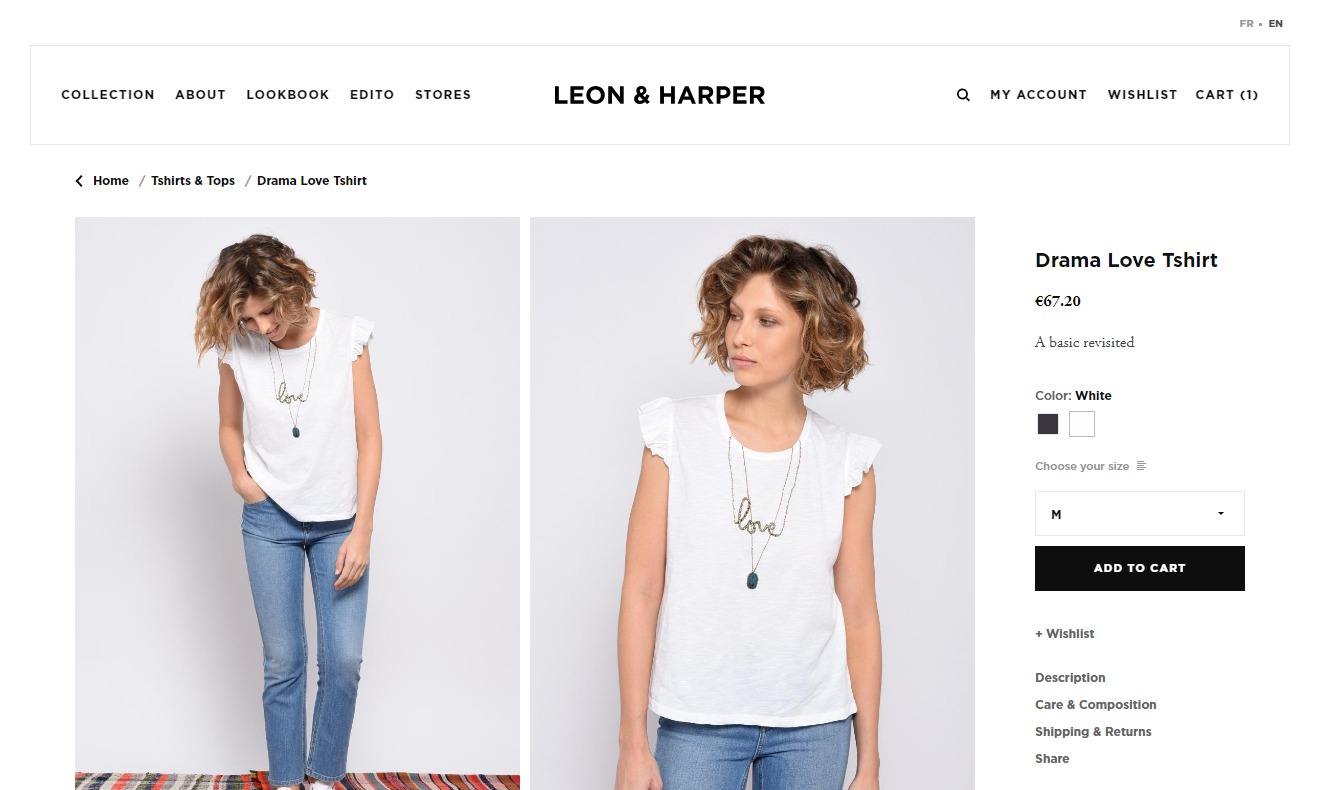 FR • EN
COLLECTION ABOUT LOOKBOOK EDITO STORES LEON & HARPER MY ACCOUNT WISHLIST CART (1)
Home / Tshirts & Tops / Drama Love Tshirt
love
love
Drama Love Tshirt
€67.20
A basic revisited
Color: White
Choose your size
M
ADD TO CART
+ Wishlist
Description
Care & Composition
Shipping & Returns
Share